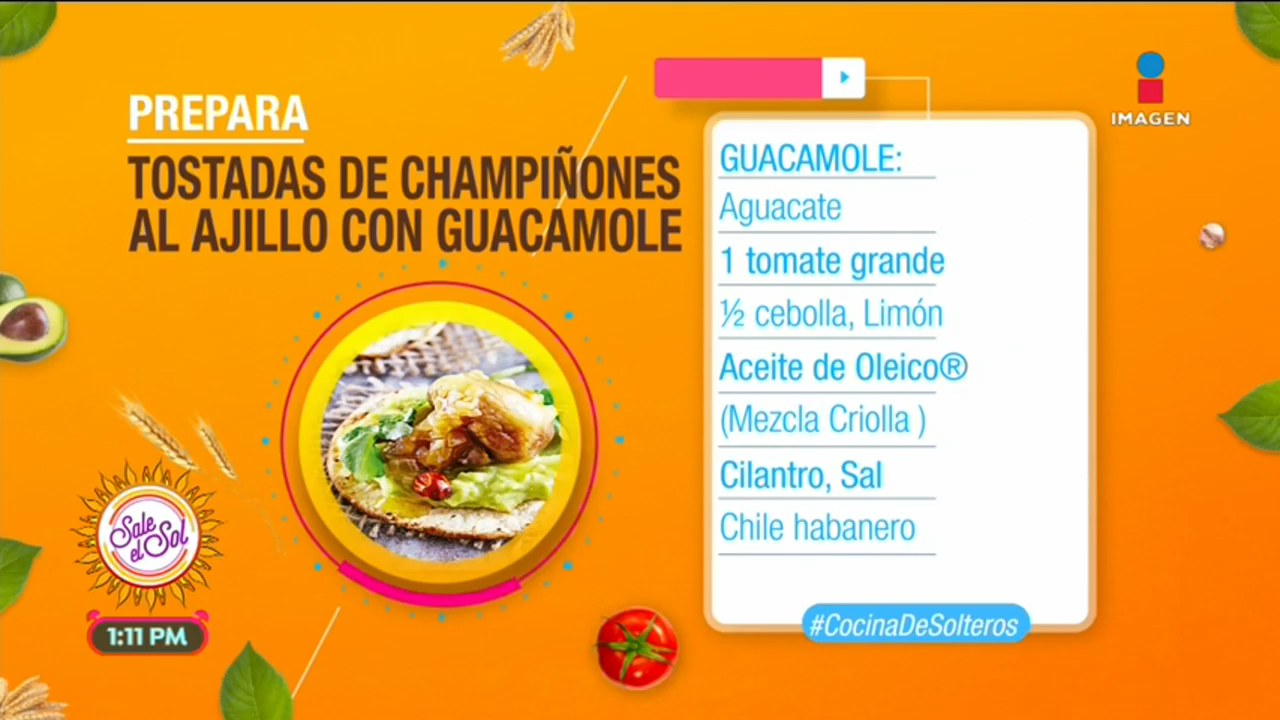 PREPARA
TOSTADAS DE CHAMPIÑONES
AL AJILLO CON GUACAMOLE
IMAGEN
GUACAMOLE:
Aguacate
1 tomate grande
½ cebolla, Limón
Aceite de Oleico®
(Mezcla Criolla )
Cilantro, Sal
Chile habanero
#CocinaDeSolteros
Sale
el Sol
1:11 PM